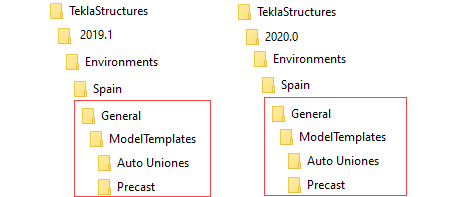 TeklaStructures
2019.1
Environments
Spain
General
ModelTemplates
Auto Uniones
Precast
TeklaStructures
2020.0
Environments
Spain
General
ModelTemplates
Auto Uniones
Precast